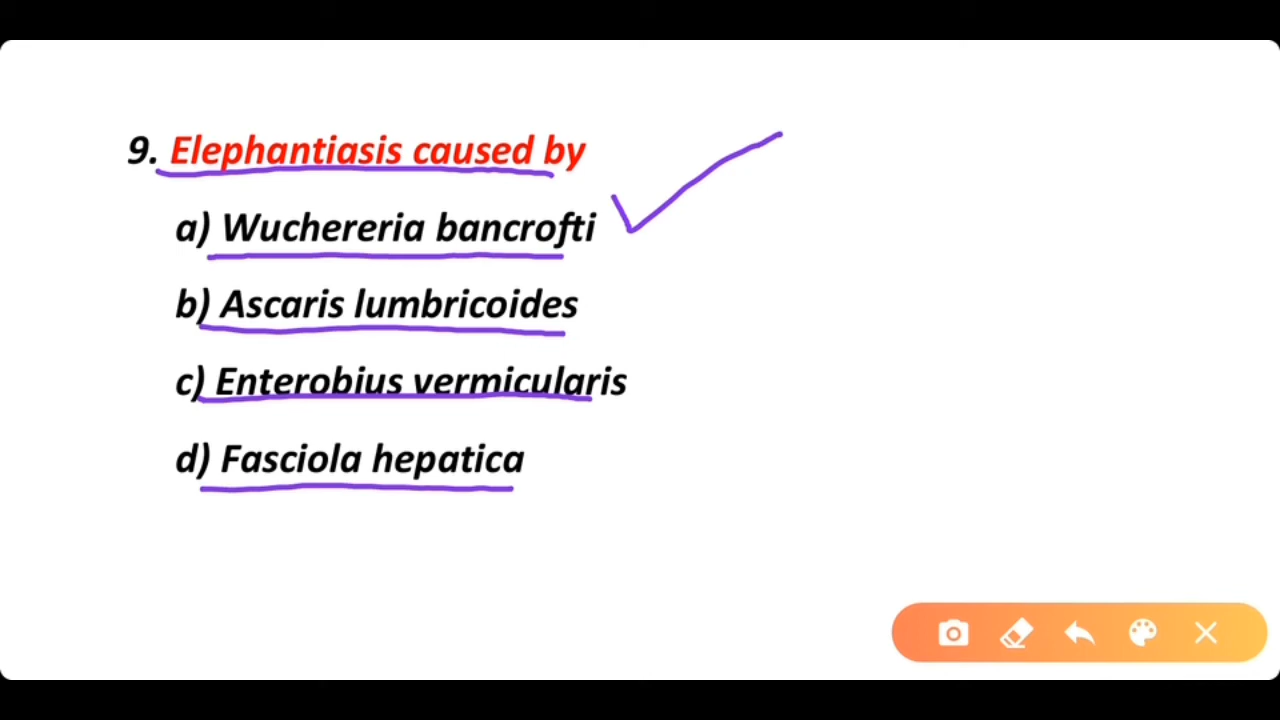 9. Elephantiasis caused by
a) Wuchereria bancrofti
b) Ascaris lumbricoides
c) Enterobius vermicularis
d) Fasciola hepatica